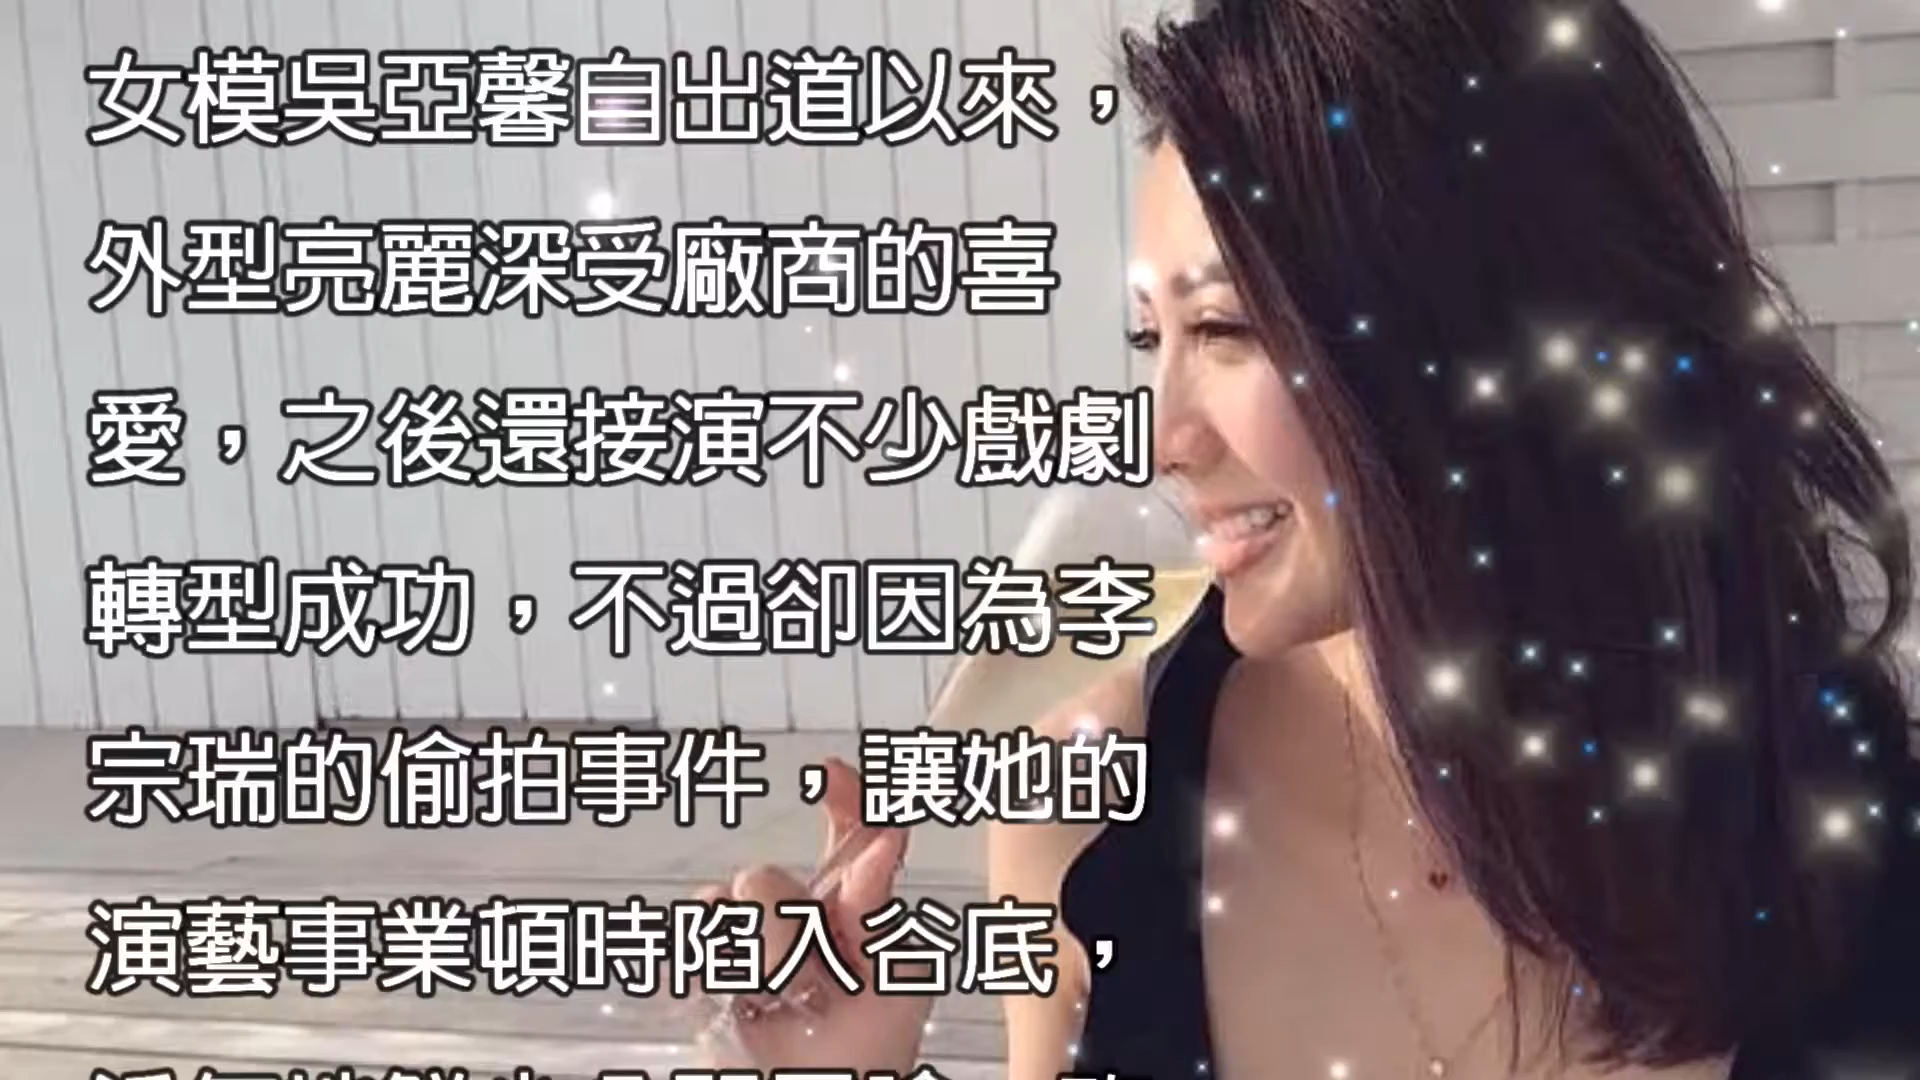 女模吳亞馨自出道以來，
外型亮麗深受廠商的喜
愛，之後還接演不少戲劇
轉型成功，不過卻因為李
宗瑞的偷拍事件，讓她的
演藝事業頓時陷入谷底，